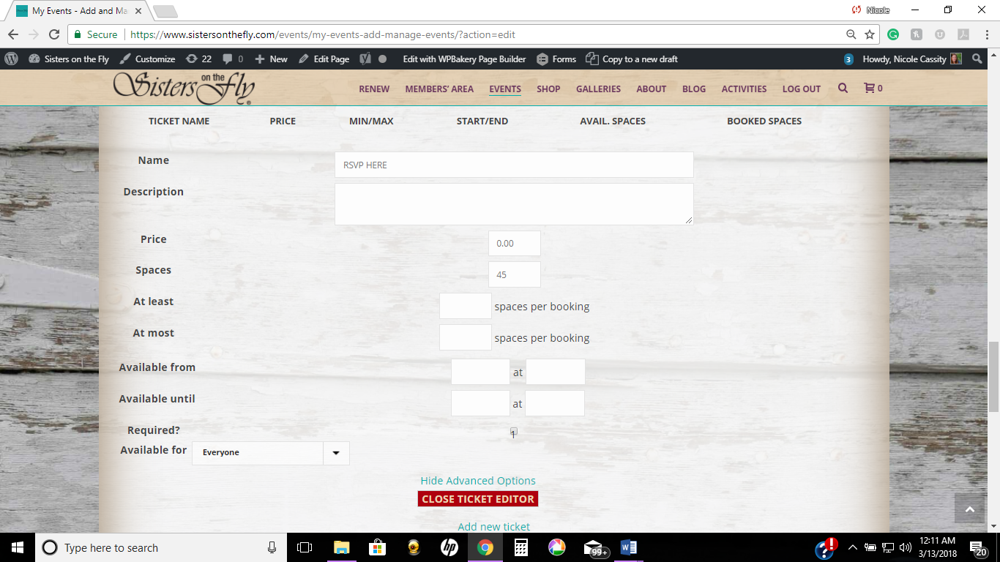 My Events - Add and Ma
Nicole
Secure https://www.sistersonthefly.com/events/my-events-add-manage-events/?action=edit
Sisters on the Fly Customize 22 0 New Edit Page Edit with WPBakery Page Builder Forms Copy to a new draft 3 Howdy, Nicole Cassity
Sisters on the Fly
RENEW MEMBERS' AREA EVENTS SHOP GALLERIES ABOUT BLOG ACTIVITIES LOG OUT 0
TICKET NAME PRICE MIN/MAX START/END AVAIL. SPACES BOOKED SPACES
Name RSVP HERE
Description
Price 0.00
Spaces 45
At least spaces per booking
At most spaces per booking
Available from at
Available until at
Required? 1
Available for Everyone
Hide Advanced Options
CLOSE TICKET EDITOR
Add new ticket
Type here to search 99+ 12:11 AM
3/13/2018 20